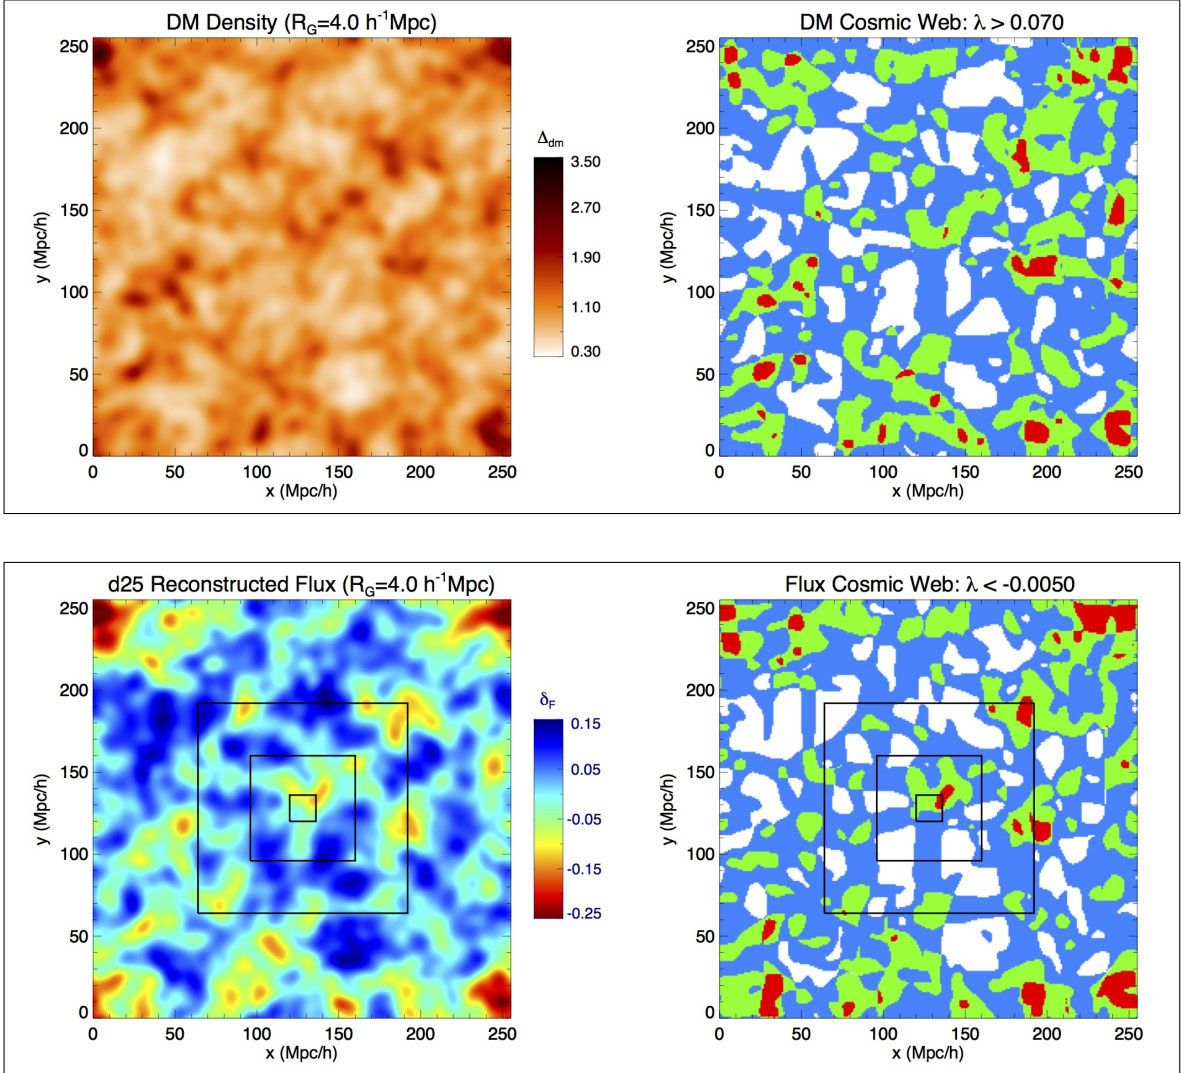 DM Density (R_G=4.0 h⁻¹Mpc)
250
200
150
100
50
0
y (Mpc/h)
0 50 100 150 200 250
x (Mpc/h)
Δ_dm
3.50
2.70
1.90
1.10
0.30
DM Cosmic Web: λ > 0.070
250
200
150
100
50
0
y (Mpc/h)
0 50 100 150 200 250
x (Mpc/h)
d25 Reconstructed Flux (R_G=4.0 h⁻¹Mpc)
250
200
150
100
50
0
y (Mpc/h)
0 50 100 150 200 250
x (Mpc/h)
δ_F
0.15
0.05
-0.05
-0.15
-0.25
Flux Cosmic Web: λ < -0.0050
250
200
150
100
50
0
y (Mpc/h)
0 50 100 150 200 250
x (Mpc/h)